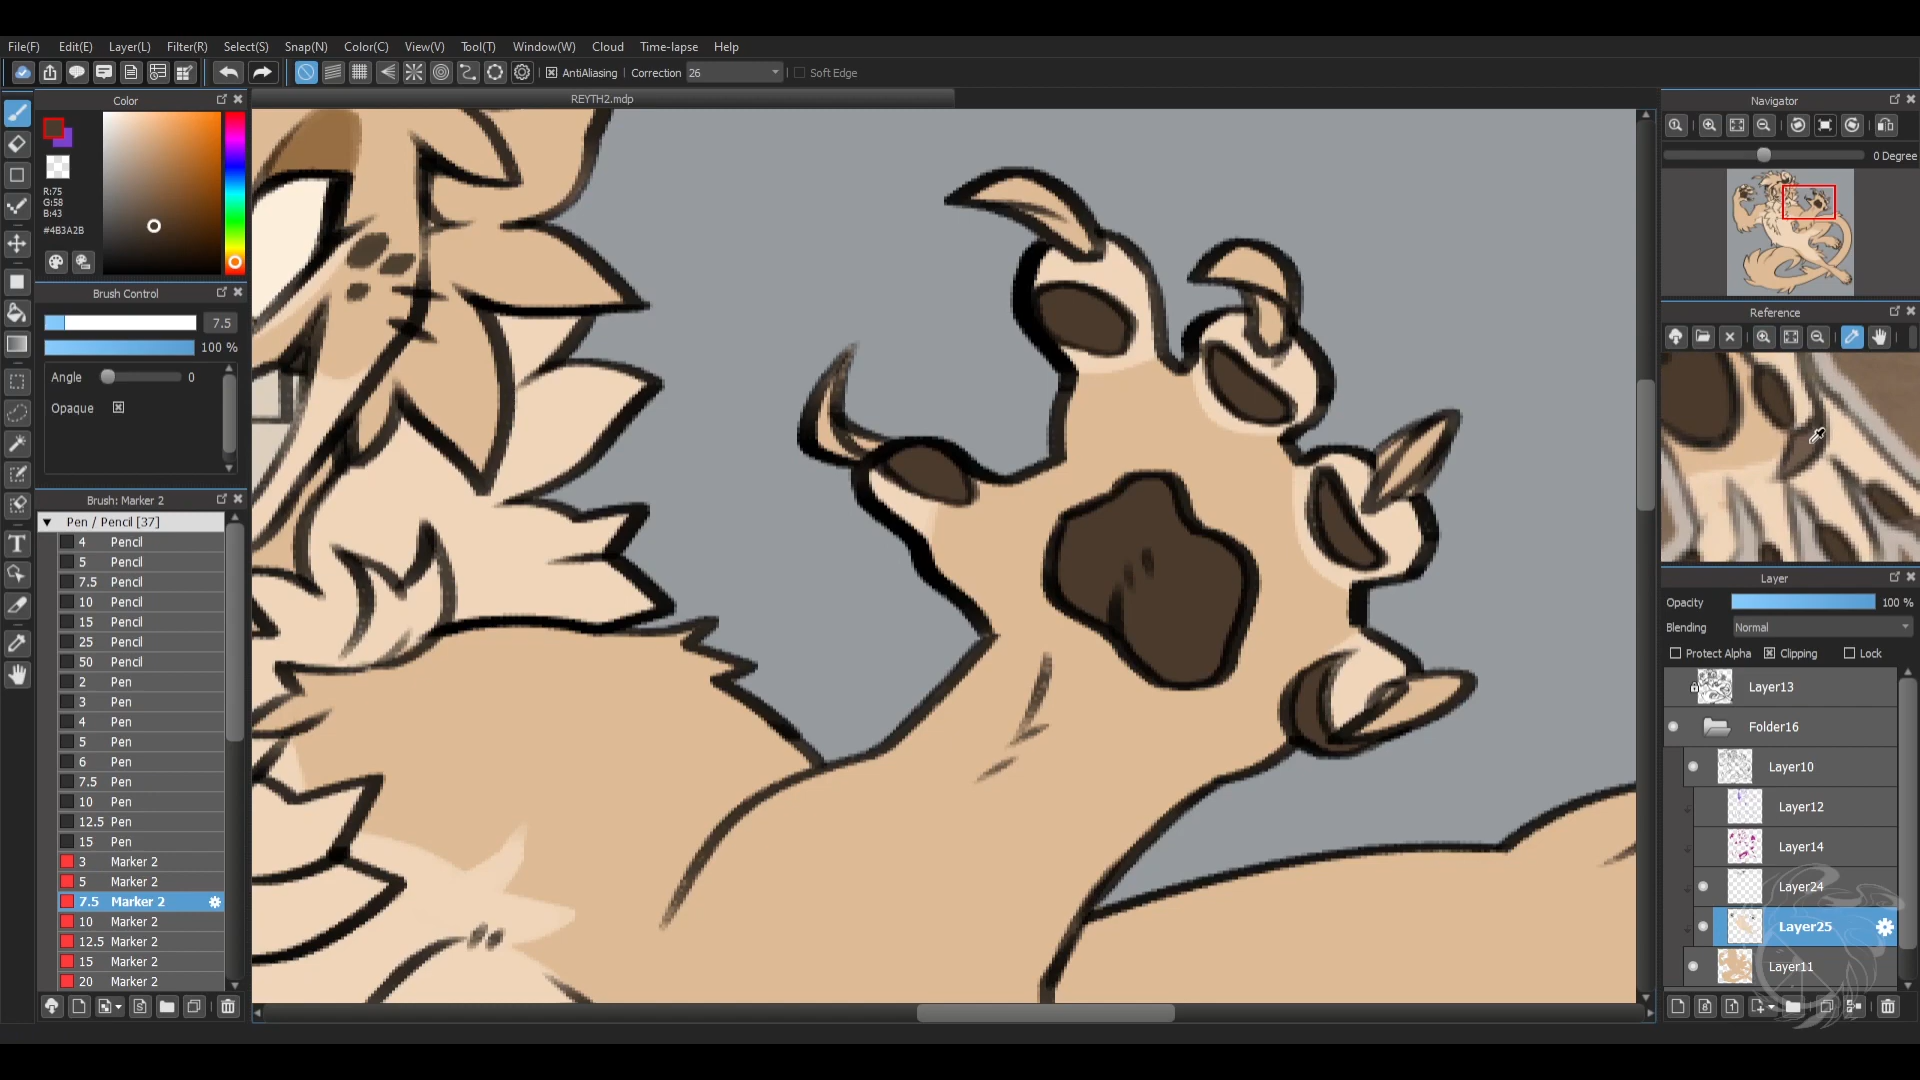 File(F) Edit(E) Layer(L) Filter(R) Select(S) Snap(N) Color(C) View(V) Tool(T) Window(W) Cloud Time-lapse Help
AntiAliasing Correction 26 Soft Edge
Color
REYTH2.mdp
R:75
G:58
B:43
#4B3A2B
Brush Control
7.5
100 %
Angle 0
Opaque
Brush: Marker 2
Pen / Pencil [37]
4 Pencil
5 Pencil
7.5 Pencil
10 Pencil
15 Pencil
25 Pencil
50 Pencil
2 Pen
3 Pen
4 Pen
5 Pen
6 Pen
7.5 Pen
10 Pen
12.5 Pen
15 Pen
3 Marker 2
5 Marker 2
7.5 Marker 2
10 Marker 2
12.5 Marker 2
15 Marker 2
20 Marker 2
Navigator
0 Degree
Reference
Layer
Opacity 100 %
Blending Normal
Protect Alpha Clipping Lock
Layer13
Folder16
Layer10
Layer12
Layer14
Layer24
Layer25
Layer11